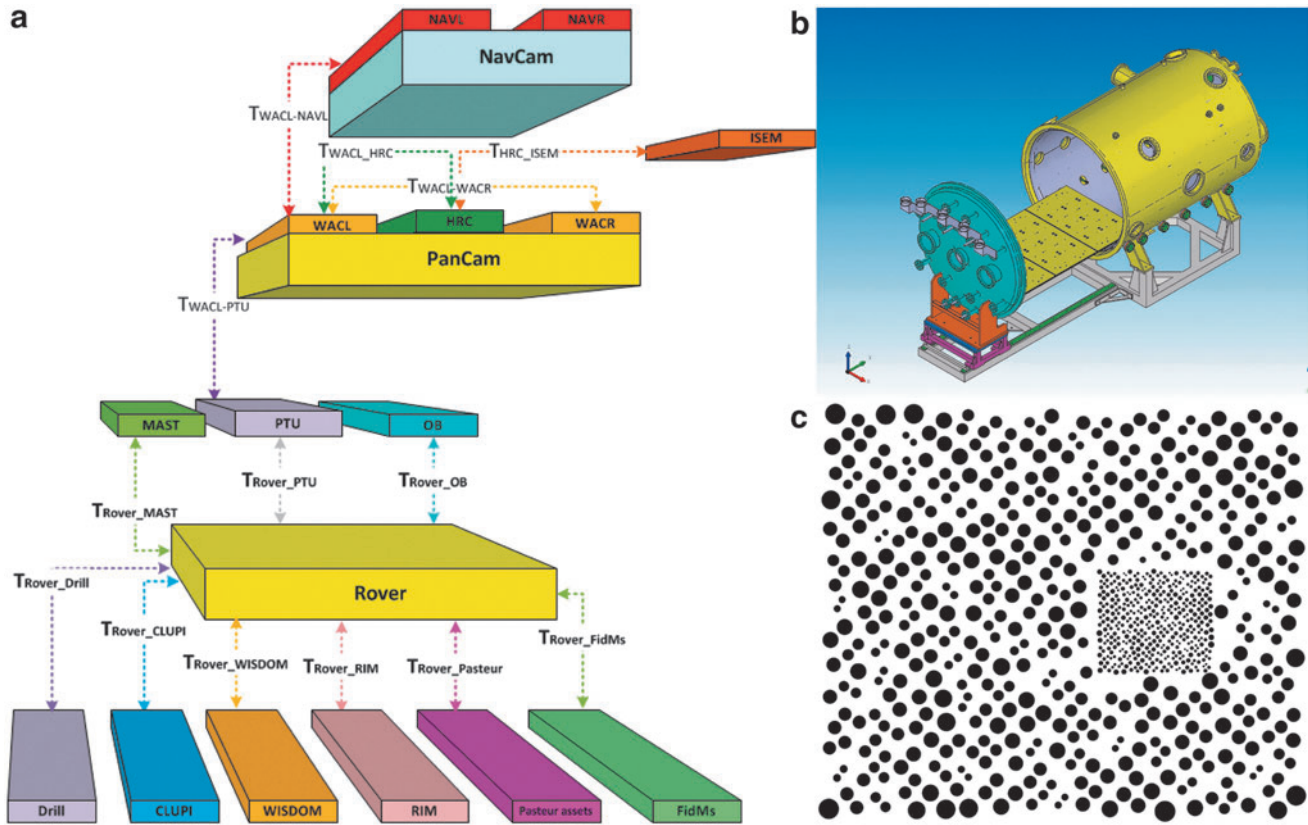 a
NAVL
NAVR
NavCam
TWACL-NAVL
TWACL_HRC
THRC_ISEM
ISEM
TWACL-WACR
WACL
HRC
WACR
PanCam
TWACL-PTU
MAST
PTU
OB
TRover_MAST
TRover_PTU
TRover_OB
Rover
TRover_Drill
TRover_CLUPI
TRover_WISDOM
TRover_RIM
TRover_Pasteur
TRover_FidMs
Drill
CLUPI
WISDOM
RIM
Pasteur assets
FidMs
b
c